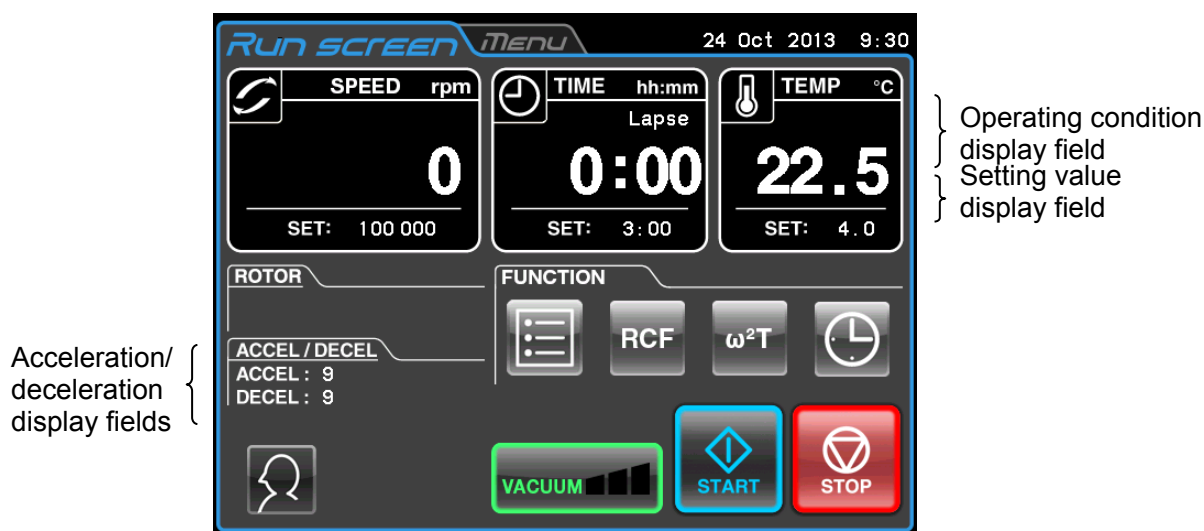 Run screen Menu 24 Oct 2013 9:30
SPEED rpm
0
SET: 100 000
TIME hh:mm
Lapse
0:00
SET: 3:00
TEMP °C
22.5
SET: 4.0
Operating condition
display field
Setting value
display field
ROTOR
FUNCTION
RCF
ω²T
ACCEL / DECEL
ACCEL : 9
DECEL : 9
Acceleration/
deceleration
display fields
VACUUM
START
STOP